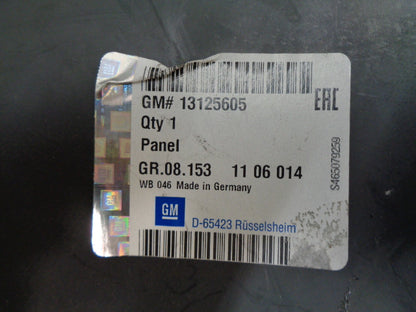 GM# 13125605
EAC
Qty 1
Panel
GR.08.153 11 06 014
WB 046 Made in Germany
GM
D-65423 Rüsselsheim
S465079259